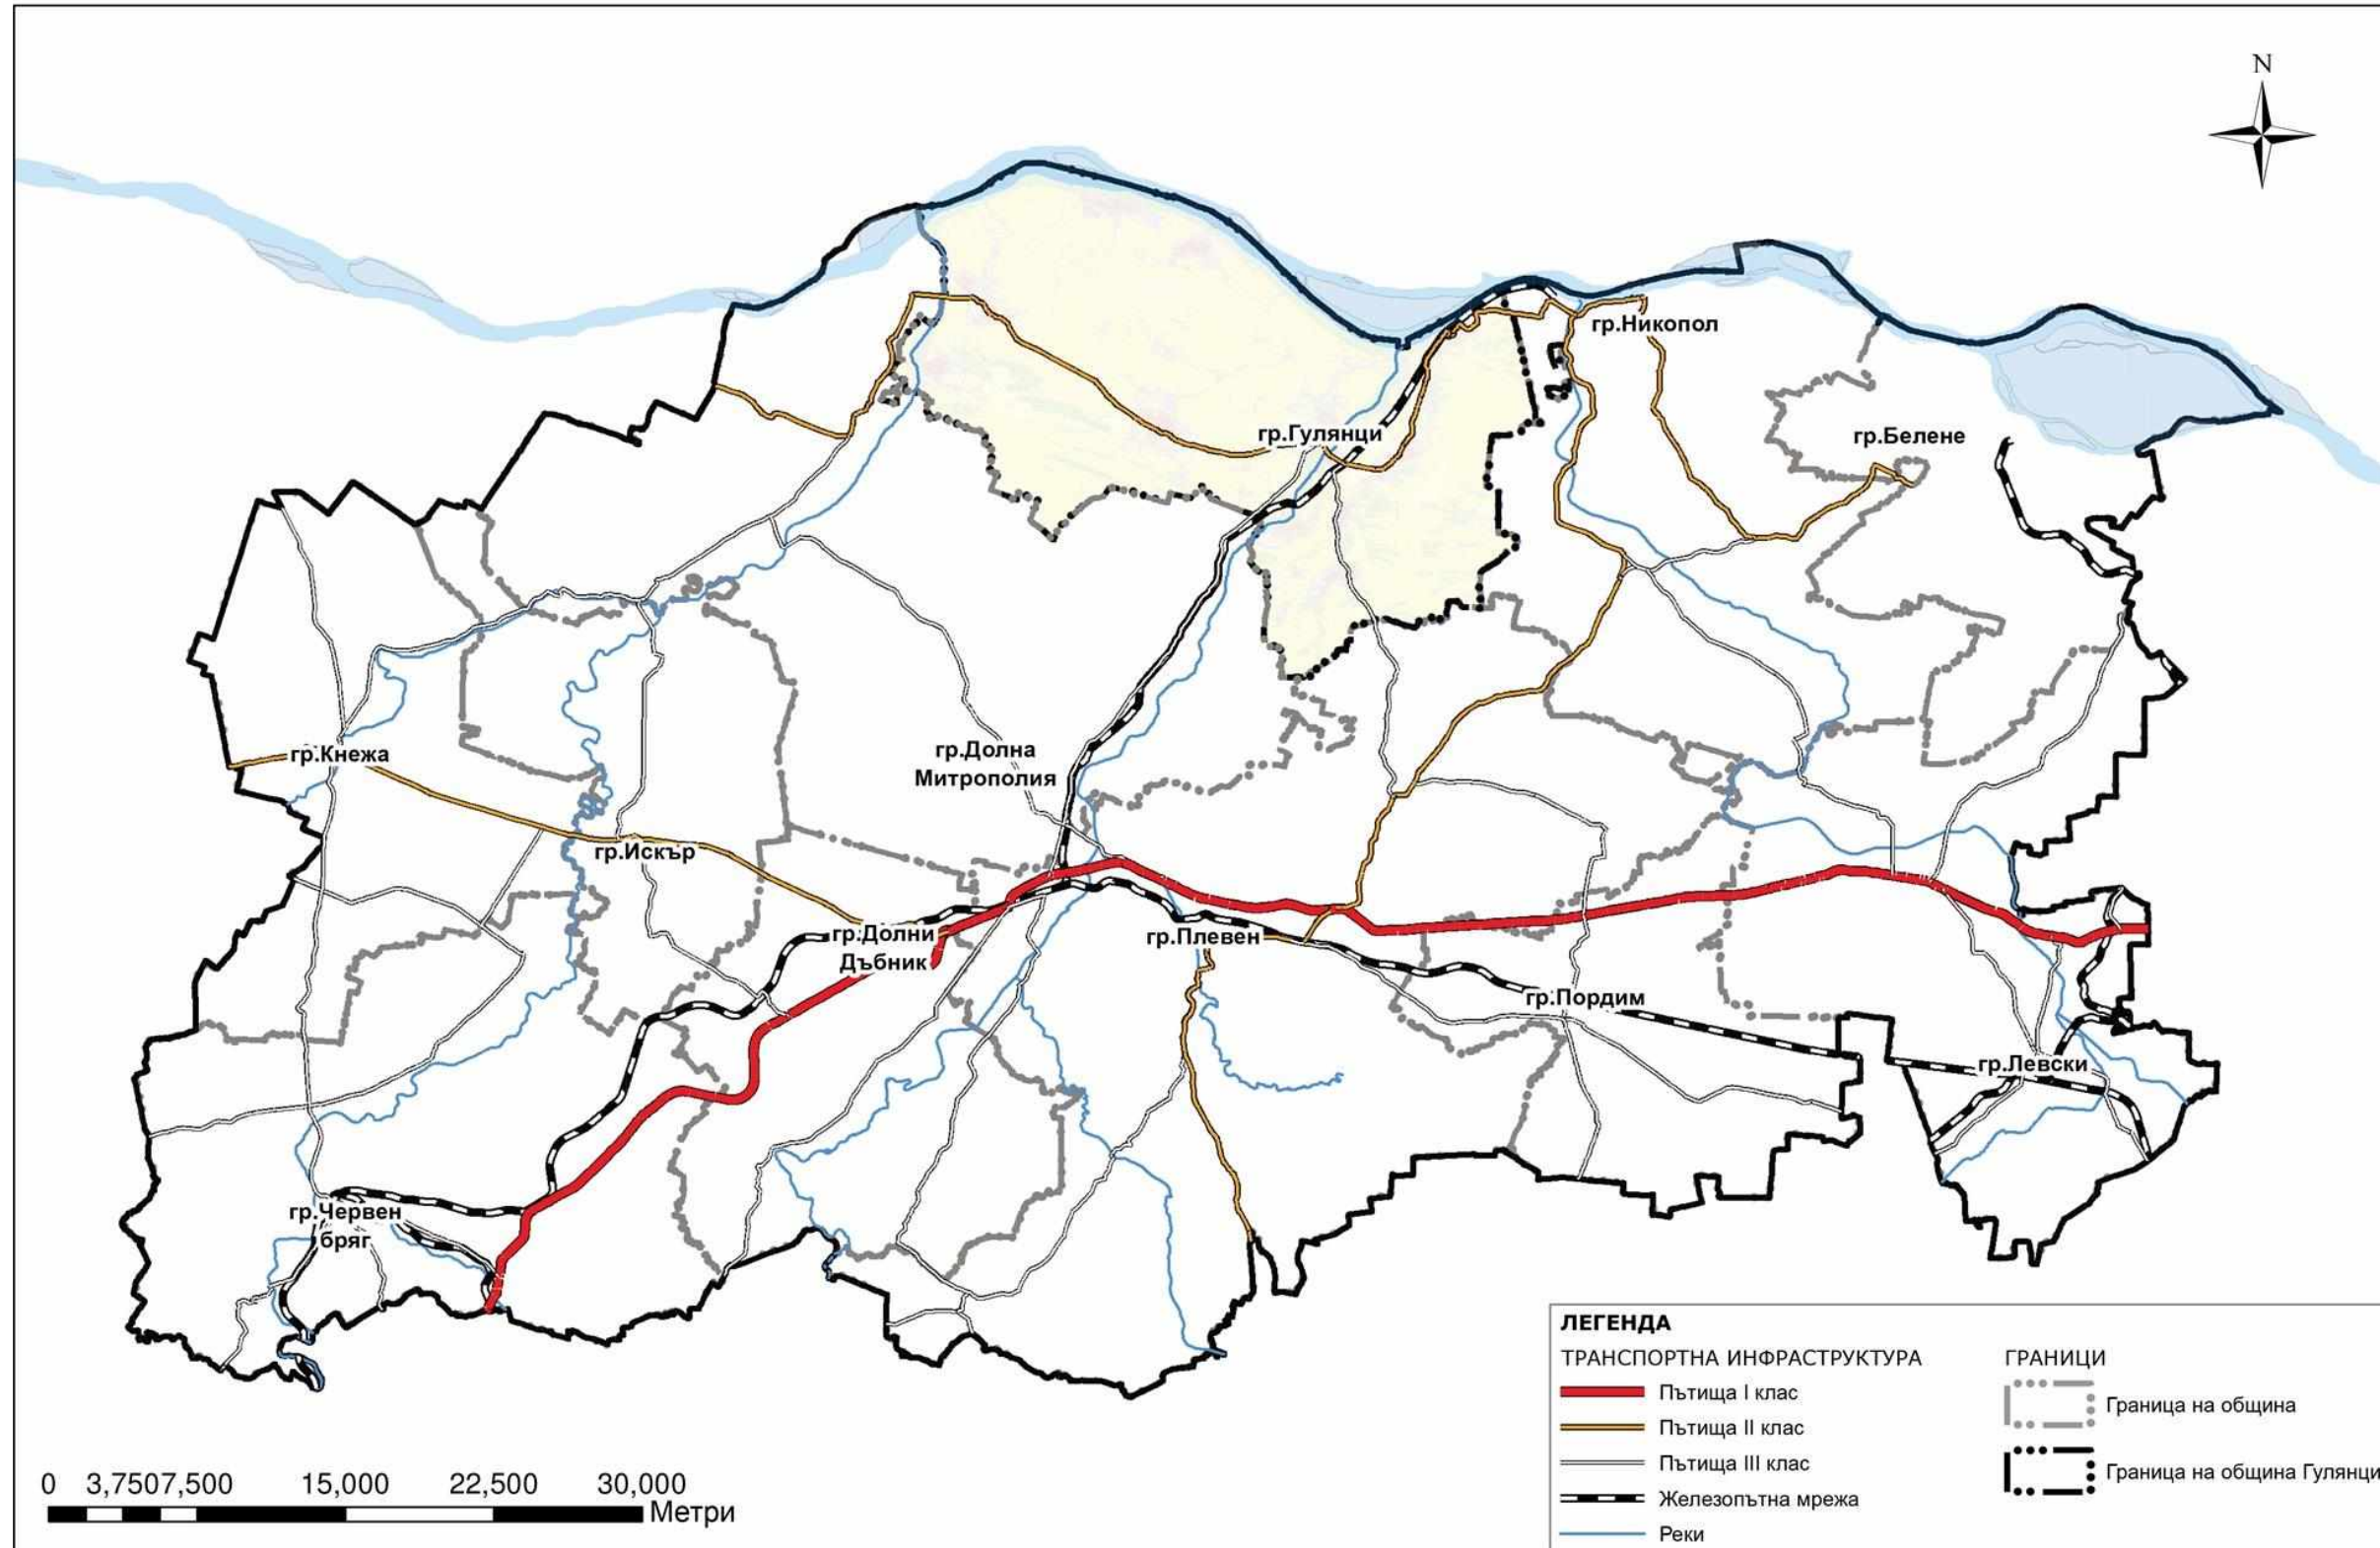 N
гр.Никопол
гр.Гулянци
гр.Белене
гр.Кнежа
гр.Долна
Митрополия
гр.Искър
гр.Долни
Дъбник
гр.Плевен
гр.Пордим
гр.Левски
гр.Червен
бряг
ЛЕГЕНДА
ТРАНСПОРТНА ИНФРАСТРУКТУРА
Пътища I клас
Пътища II клас
Пътища III клас
Железопътна мрежа
Реки
ГРАНИЦИ
Граница на община
Граница на община Гулянци
0 3,7507,500 15,000 22,500 30,000
Метри